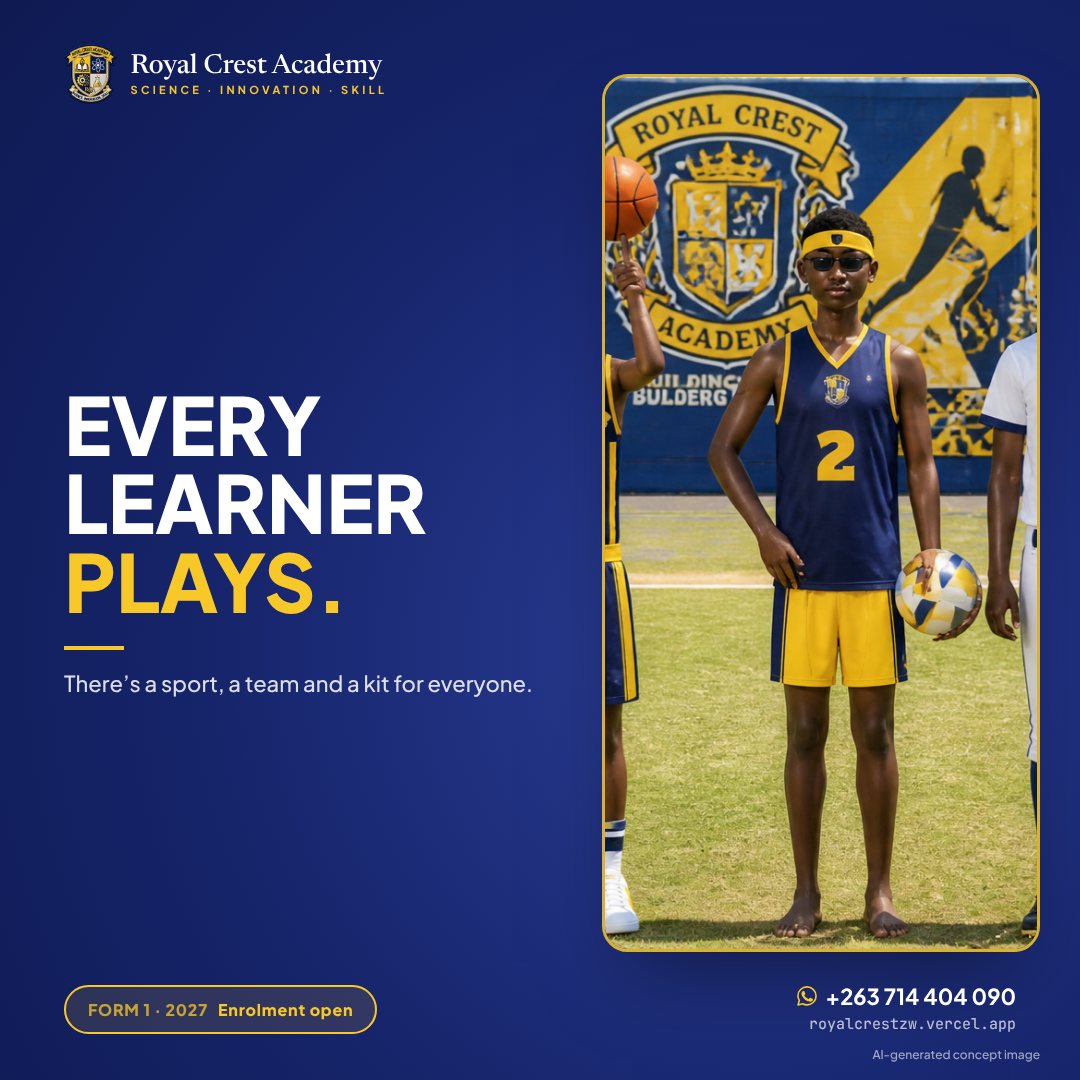 Royal Crest Academy
SCIENCE · INNOVATION · SKILL
ROYAL CREST
ACADEMY
BULDERG
2
EVERY
LEARNER
PLAYS.
There's a sport, a team and a kit for everyone.
FORM 1 · 2027 Enrolment open
+263 714 404 090
royalcrestzw.vercel.app
AI-generated concept image